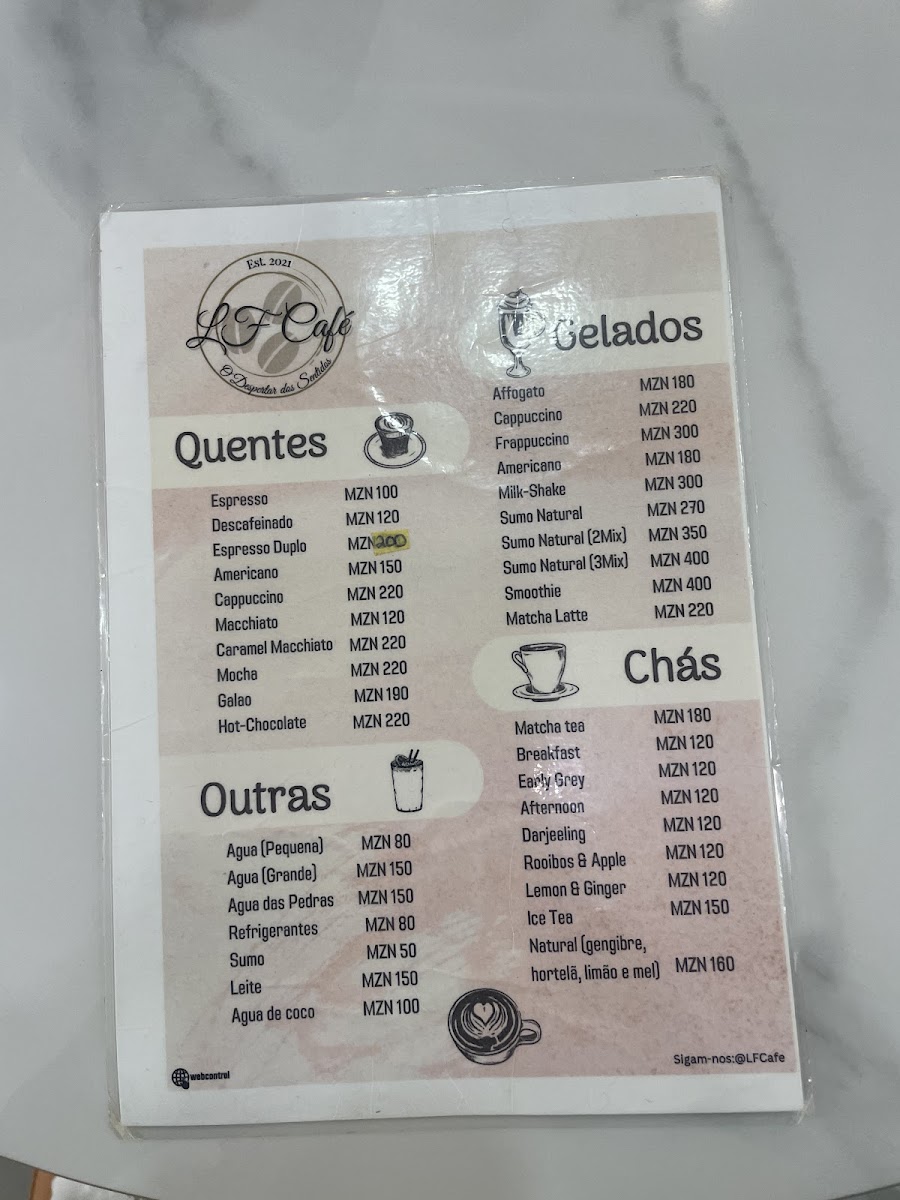 Est. 2021
LF Café
O Despertar dos Sentidos
Quentes
Espresso MZN 100
Descafeinado MZN 120
Espresso Duplo MZN 200
Americano MZN 150
Cappuccino MZN 220
Macchiato MZN 120
Caramel Macchiato MZN 220
Mocha MZN 220
Galao MZN 190
Hot-Chocolate MZN 220
Outras
Agua (Pequena) MZN 80
Agua (Grande) MZN 150
Agua das Pedras MZN 150
Refrigerantes MZN 80
Sumo MZN 50
Leite MZN 150
Agua de coco MZN 100
webcontrol
Gelados
Affogato MZN 180
Cappuccino MZN 220
Frappuccino MZN 300
Americano MZN 180
Milk-Shake MZN 300
Sumo Natural MZN 270
Sumo Natural (2Mix) MZN 350
Sumo Natural (3Mix) MZN 400
Smoothie MZN 400
Matcha Latte MZN 220
Chás
Matcha tea MZN 180
Breakfast MZN 120
Early Grey MZN 120
Afternoon MZN 120
Darjeeling MZN 120
Rooibos & Apple MZN 120
Lemon & Ginger MZN 120
Ice Tea MZN 150
Natural (gengibre,
hortelã, limão e mel) MZN 160
Sigam-nos:@LFCafe